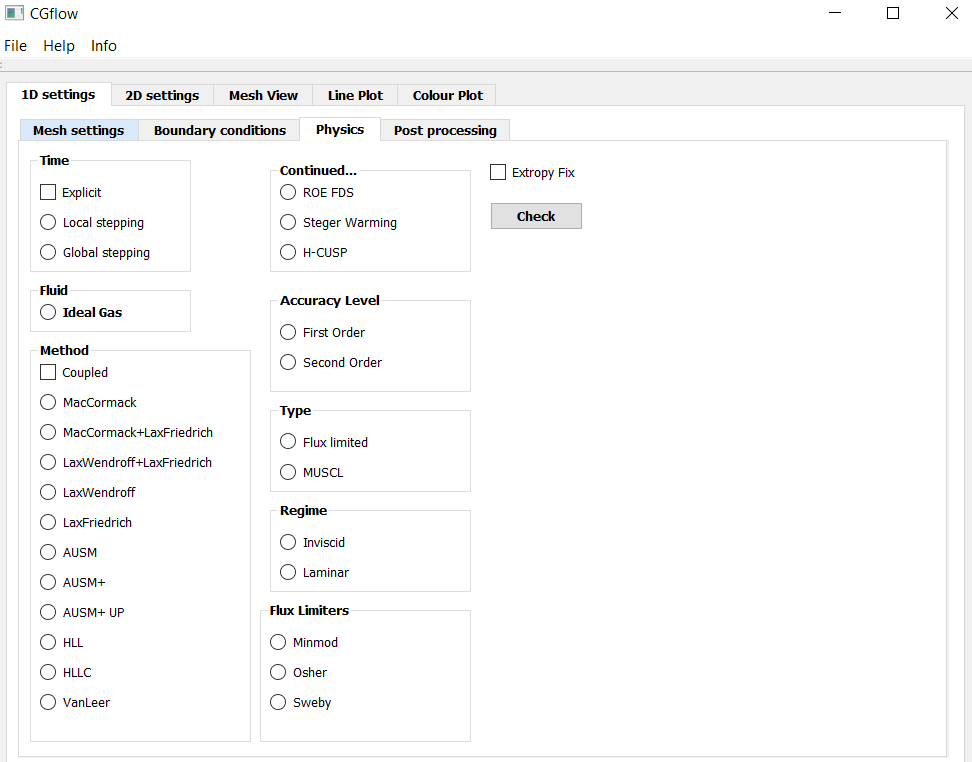 CGflow
File Help Info
1D settings 2D settings Mesh View Line Plot Colour Plot
Mesh settings Boundary conditions Physics Post processing
Time
Explicit
Local stepping
Global stepping
Fluid
Ideal Gas
Method
Coupled
MacCormack
MacCormack+LaxFriedrich
LaxWendroff+LaxFriedrich
LaxWendroff
LaxFriedrich
AUSM
AUSM+
AUSM+ UP
HLL
HLLC
VanLeer
Continued...
ROE FDS
Steger Warming
H-CUSP
Accuracy Level
First Order
Second Order
Type
Flux limited
MUSCL
Regime
Inviscid
Laminar
Flux Limiters
Minmod
Osher
Sweby
Extropy Fix
Check